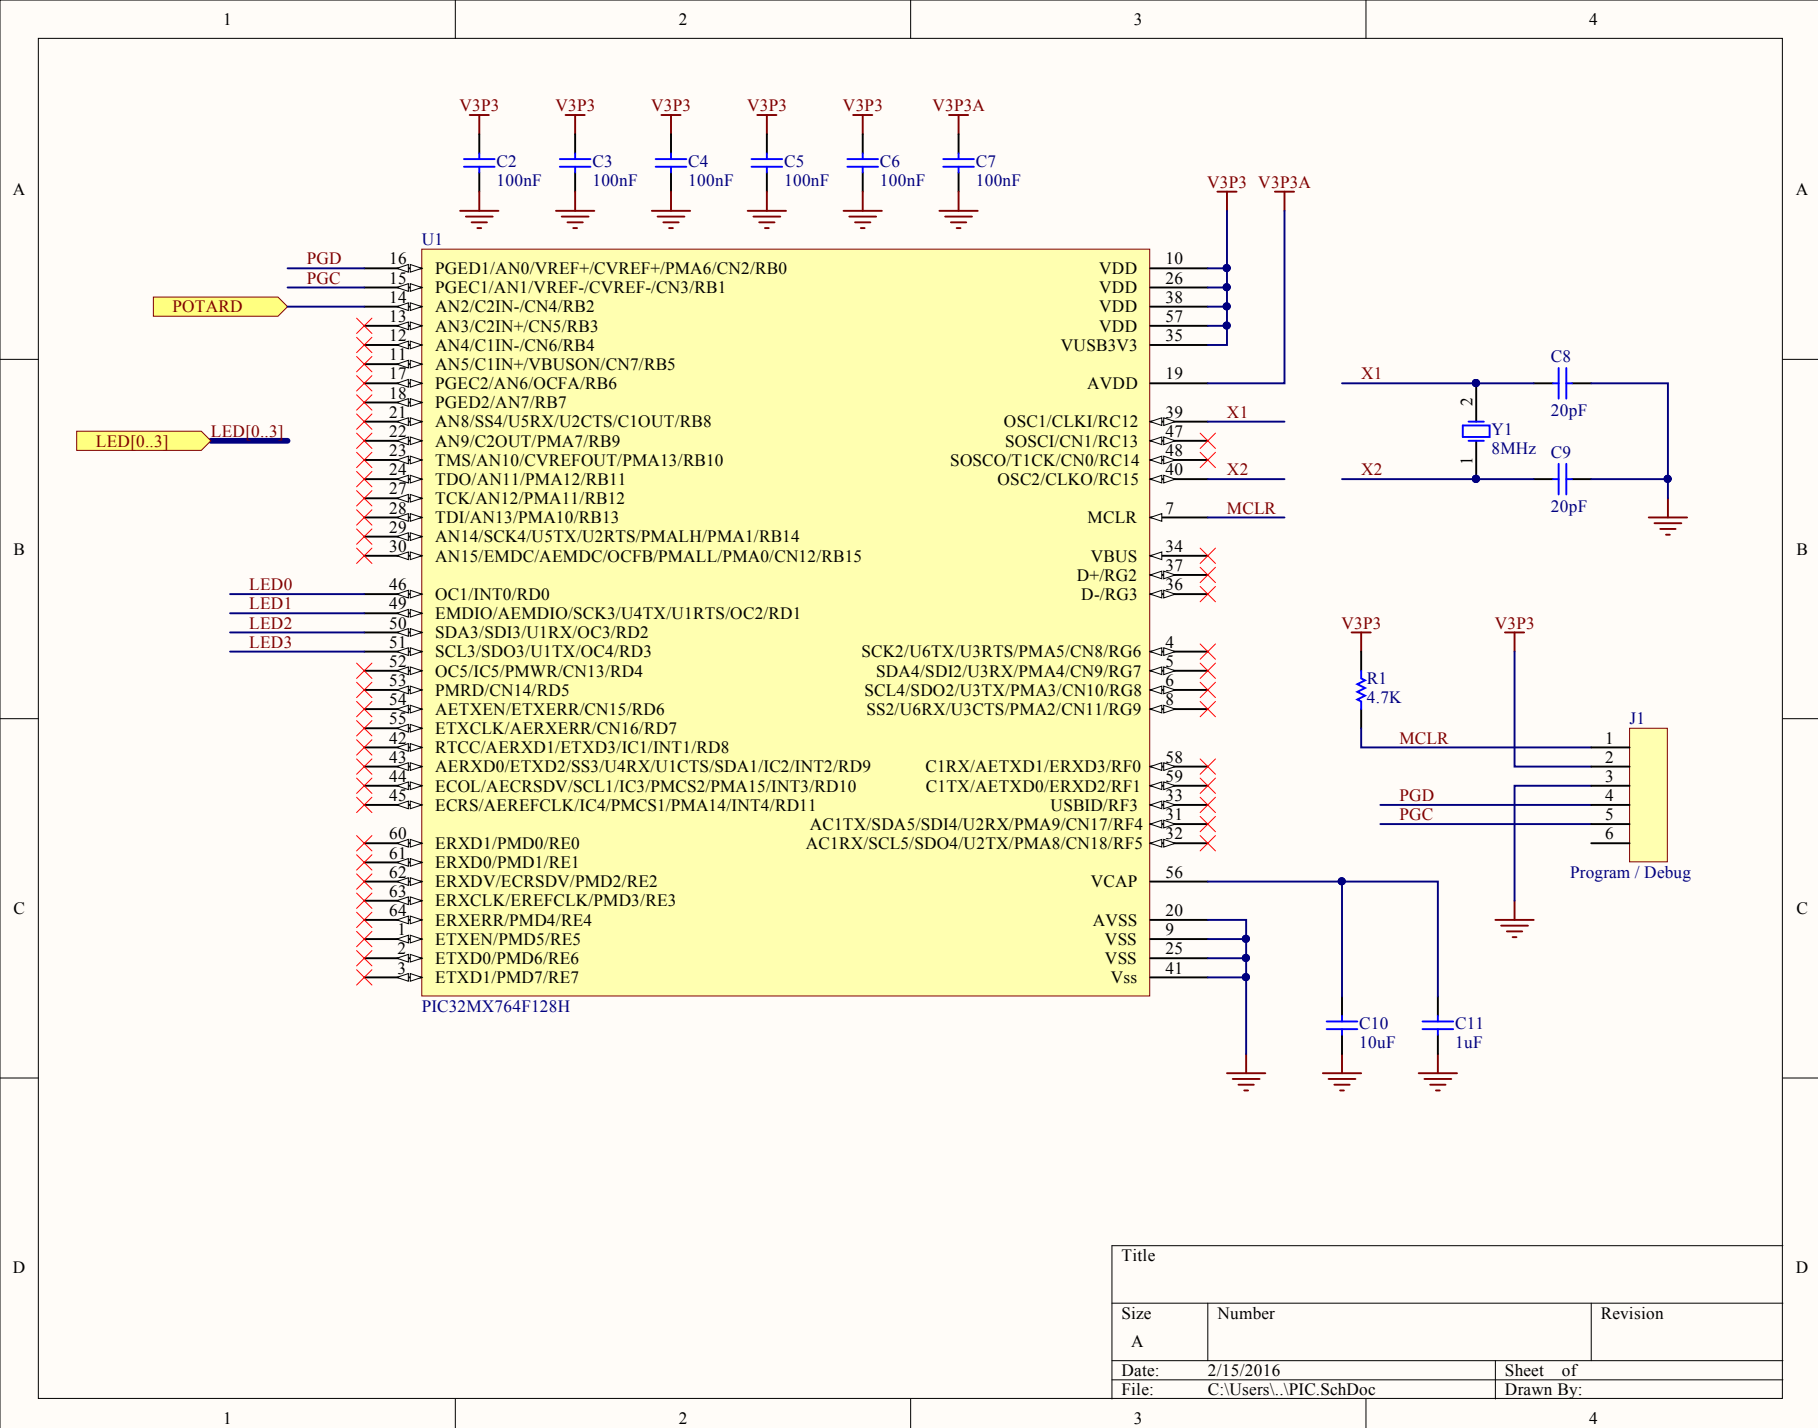 1 2 3 4
A A
B B
C C
D D
V3P3 V3P3 V3P3 V3P3 V3P3 V3P3A
C2 C3 C4 C5 C6 C7
100nF 100nF 100nF 100nF 100nF 100nF
V3P3 V3P3A
U1
PGD 16 PGED1/AN0/VREF+/CVREF+/PMA6/CN2/RB0
PGC 15 PGEC1/AN1/VREF-/CVREF-/CN3/RB1
POTARD 14 AN2/C2IN-/CN4/RB2
13 AN3/C2IN+/CN5/RB3
12 AN4/C1IN-/CN6/RB4
11 AN5/C1IN+/VBUSON/CN7/RB5
17 PGEC2/AN6/OCFA/RB6
18 PGED2/AN7/RB7
21 AN8/SS4/U5RX/U2CTS/C1OUT/RB8
22 AN9/C2OUT/PMA7/RB9
23 TMS/AN10/CVREFOUT/PMA13/RB10
24 TDO/AN11/PMA12/RB11
27 TCK/AN12/PMA11/RB12
28 TDI/AN13/PMA10/RB13
29 AN14/SCK4/U5TX/U2RTS/PMALH/PMA1/RB14
30 AN15/EMDC/AEMDC/OCFB/PMALL/PMA0/CN12/RB15
LED[0..3] LED[0..3]
LED0 46 OC1/INT0/RD0
LED1 49 EMDIO/AEMDIO/SCK3/U4TX/U1RTS/OC2/RD1
LED2 50 SDA3/SDI3/U1RX/OC3/RD2
LED3 51 SCL3/SDO3/U1TX/OC4/RD3
52 OC5/IC5/PMWR/CN13/RD4
53 PMRD/CN14/RD5
54 AETXEN/ETXERR/CN15/RD6
55 ETXCLK/AERXERR/CN16/RD7
42 RTCC/AERXD1/ETXD3/IC1/INT1/RD8
43 AERXD0/ETXD2/SS3/U4RX/U1CTS/SDA1/IC2/INT2/RD9
44 ECOL/AECRSDV/SCL1/IC3/PMCS2/PMA15/INT3/RD10
45 ECRS/AEREFCLK/IC4/PMCS1/PMA14/INT4/RD11
60 ERXD1/PMD0/RE0
61 ERXD0/PMD1/RE1
62 ERXDV/ECRSDV/PMD2/RE2
63 ERXCLK/EREFCLK/PMD3/RE3
64 ERXERR/PMD4/RE4
1 ETXEN/PMD5/RE5
2 ETXD0/PMD6/RE6
3 ETXD1/PMD7/RE7
PIC32MX764F128H
VDD 10
VDD 26
VDD 38
VDD 57
VUSB3V3 35
AVDD 19
OSC1/CLKI/RC12 39 X1
SOSCI/CN1/RC13 47
SOSCO/T1CK/CN0/RC14 48
OSC2/CLKO/RC15 40 X2
MCLR 7 MCLR
VBUS 34
D+/RG2 37
D-/RG3 36
SCK2/U6TX/U3RTS/PMA5/CN8/RG6 4
SDA4/SDI2/U3RX/PMA4/CN9/RG7 5
SCL4/SDO2/U3TX/PMA3/CN10/RG8 6
SS2/U6RX/U3CTS/PMA2/CN11/RG9 8
C1RX/AETXD1/ERXD3/RF0 58
C1TX/AETXD0/ERXD2/RF1 59
USBID/RF3 33
AC1TX/SDA5/SDI4/U2RX/PMA9/CN17/RF4 31
AC1RX/SCL5/SDO4/U2TX/PMA8/CN18/RF5 32
VCAP 56
AVSS 20
VSS 9
VSS 25
Vss 41
C10 C11
10uF 1uF
C8
X1
20pF
2
Y1
8MHz
1
C9
X2
20pF
V3P3 V3P3
R1
4.7K
J1
MCLR 1
2
3
PGD 4
PGC 5
6
Program / Debug
Title
Size Number Revision
A
Date: 2/15/2016 Sheet of
File: C:\Users\..\PIC.SchDoc Drawn By:
1 2 3 4